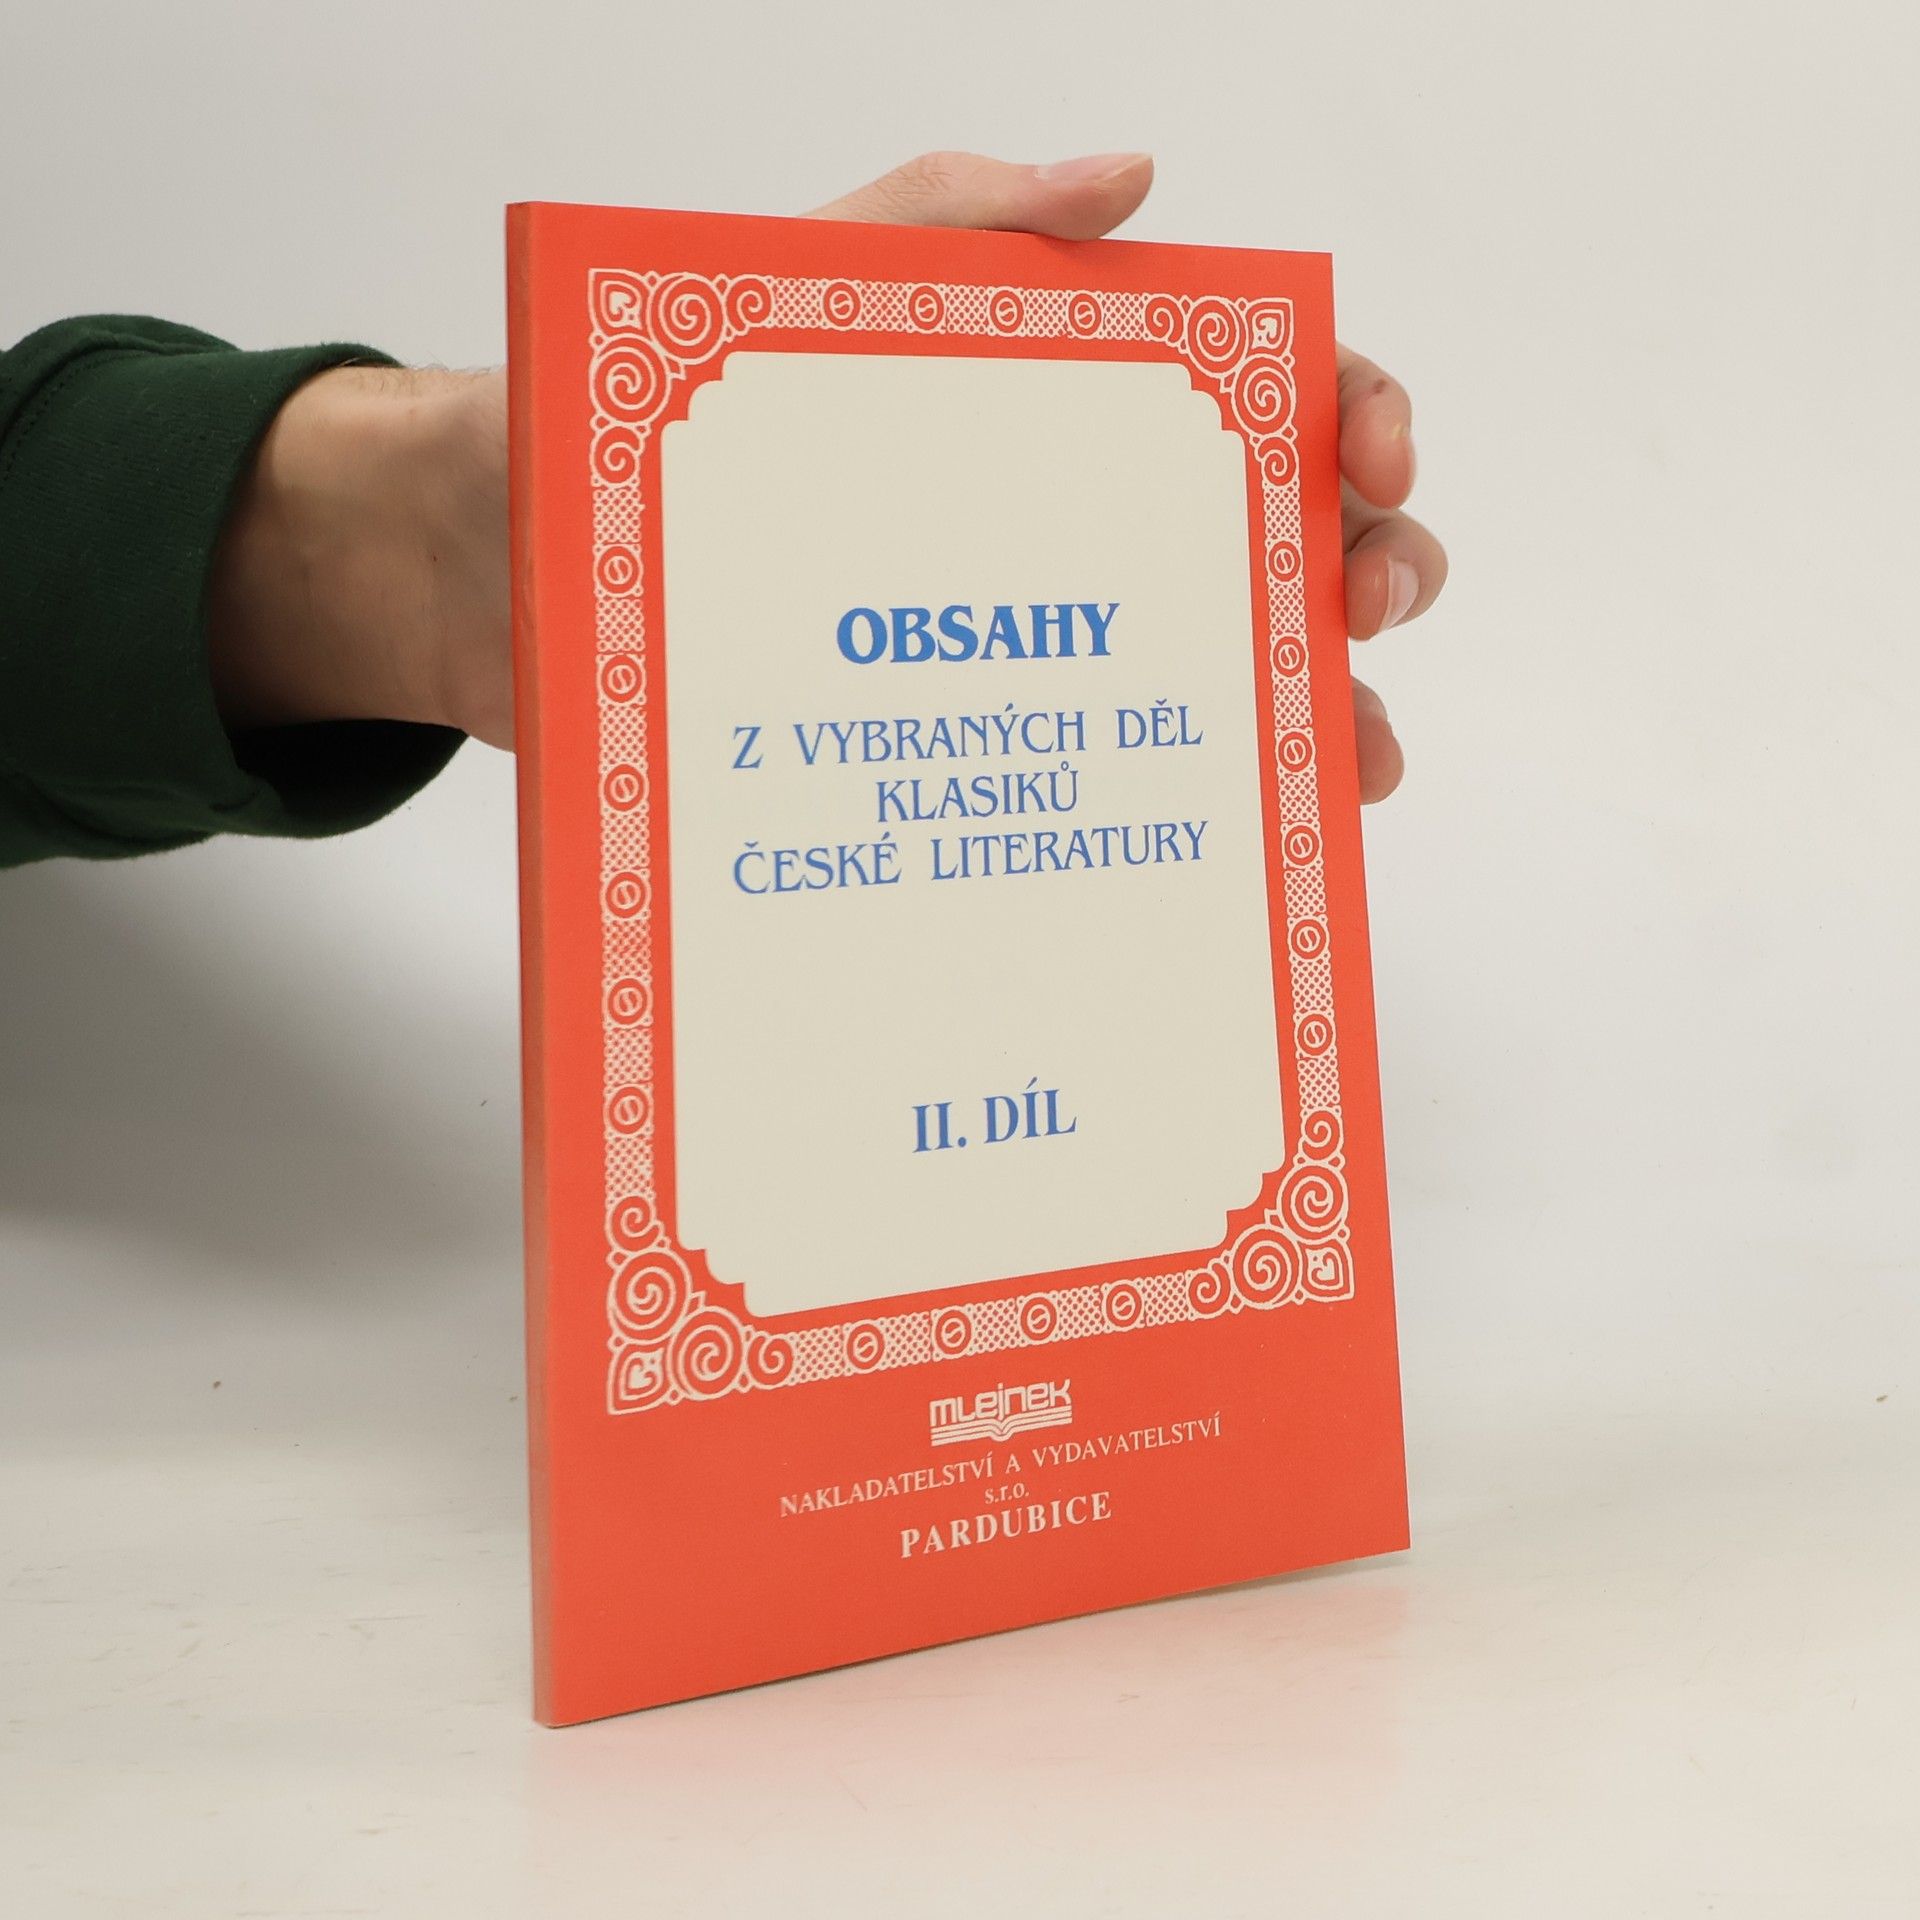 OBSAHY
Z VYBRANÝCH DĚL
KLASIKŮ
ČESKÉ LITERATURY
II. DÍL
mlejnek
NAKLADATELSTVÍ A VYDAVATELSTVÍ
s.r.o.
PARDUBICE